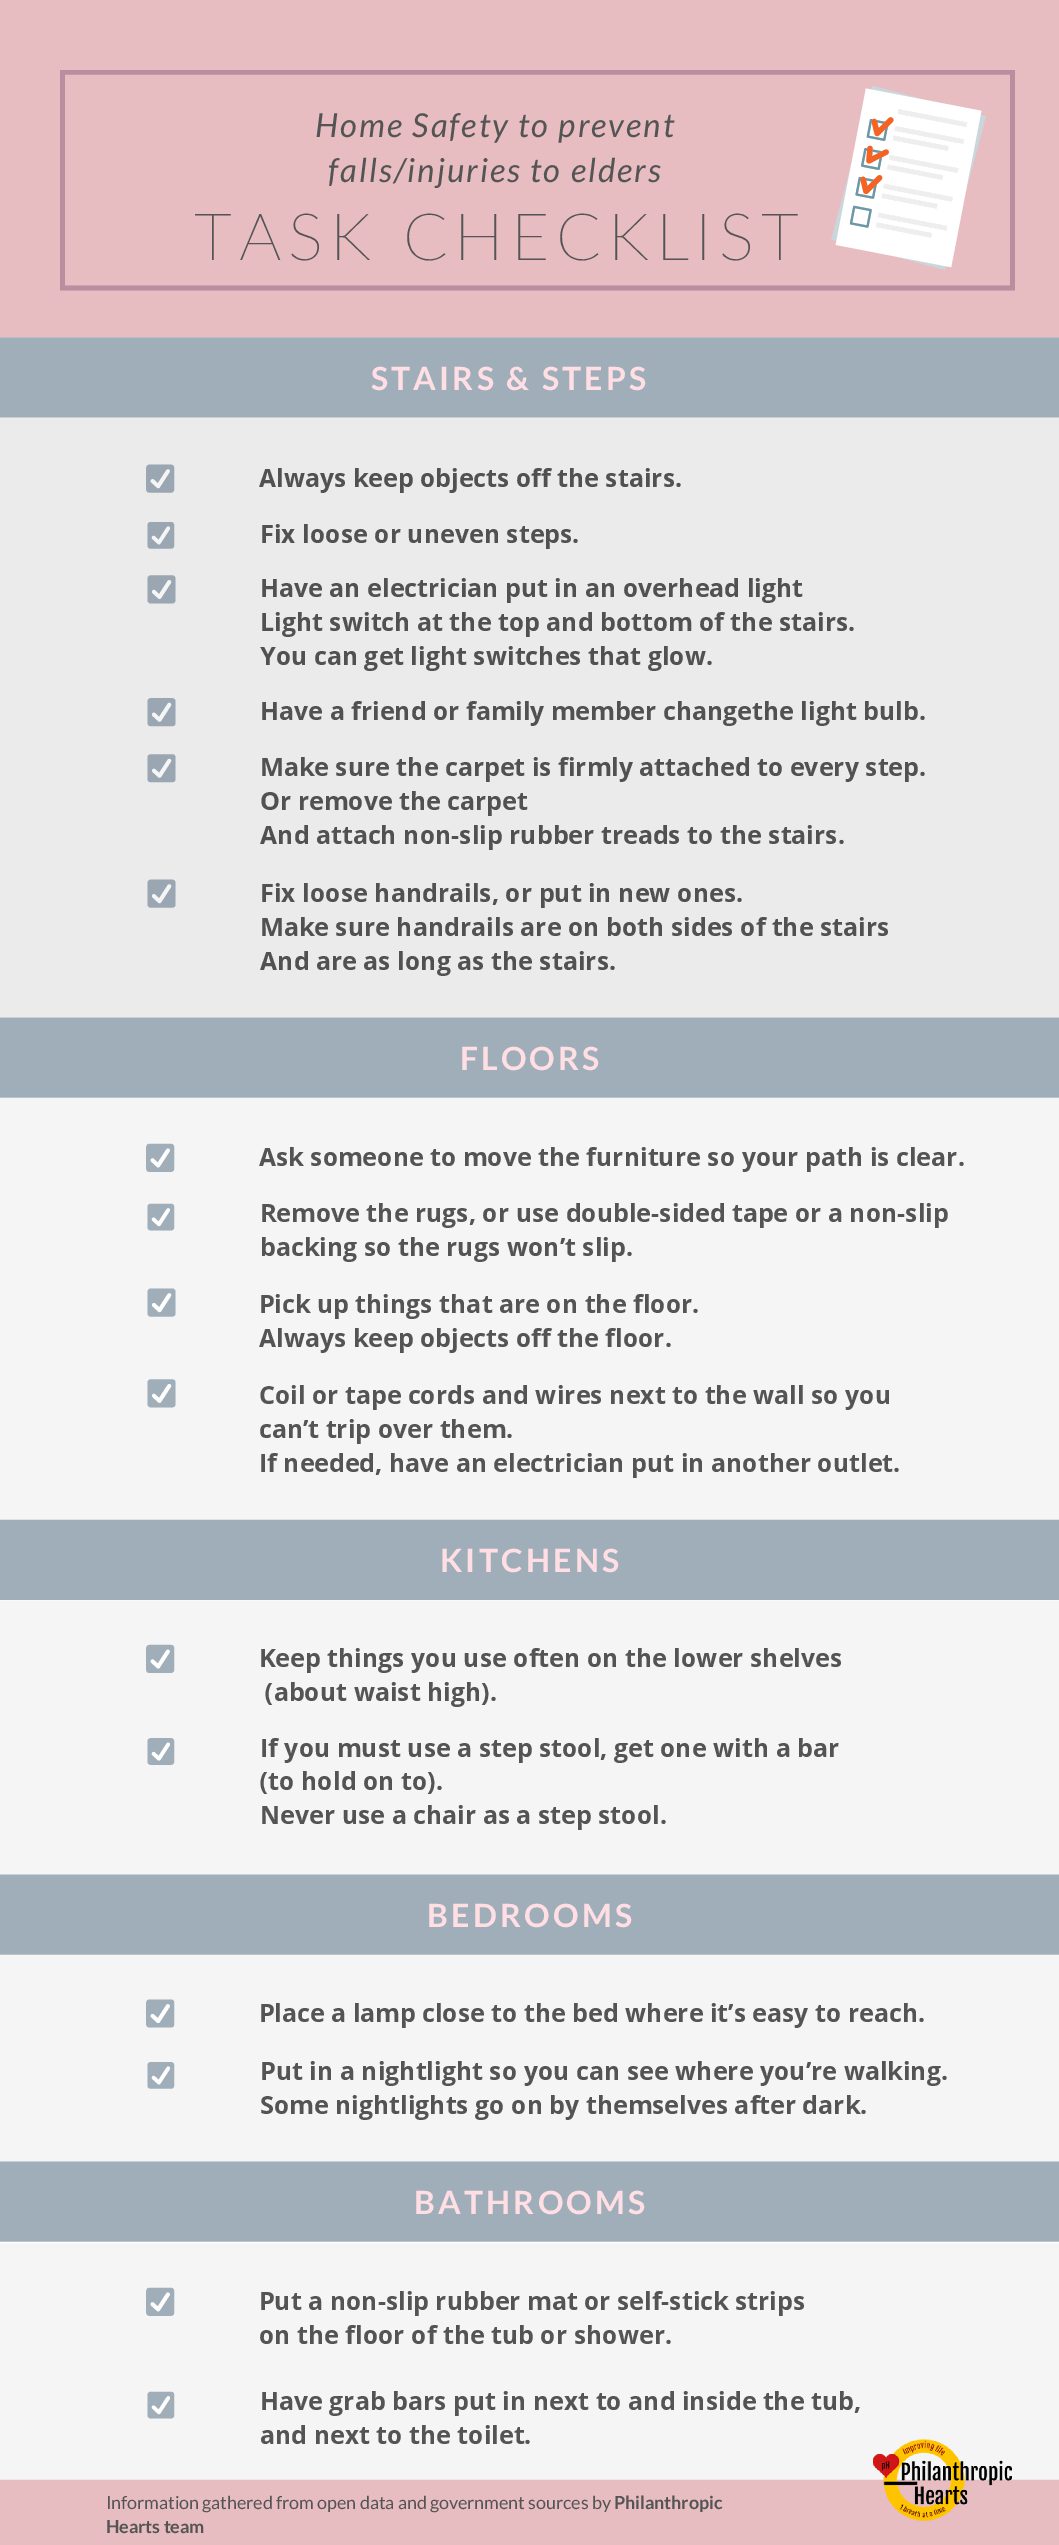 Home Safety to prevent
falls/injuries to elders
TASK CHECKLIST
STAIRS & STEPS
Always keep objects off the stairs.
Fix loose or uneven steps.
Have an electrician put in an overhead light
Light switch at the top and bottom of the stairs.
You can get light switches that glow.
Have a friend or family member changethe light bulb.
Make sure the carpet is firmly attached to every step.
Or remove the carpet
And attach non-slip rubber treads to the stairs.
Fix loose handrails, or put in new ones.
Make sure handrails are on both sides of the stairs
And are as long as the stairs.
FLOORS
Ask someone to move the furniture so your path is clear.
Remove the rugs, or use double-sided tape or a non-slip
backing so the rugs won’t slip.
Pick up things that are on the floor.
Always keep objects off the floor.
Coil or tape cords and wires next to the wall so you
can’t trip over them.
If needed, have an electrician put in another outlet.
KITCHENS
Keep things you use often on the lower shelves
(about waist high).
If you must use a step stool, get one with a bar
(to hold on to).
Never use a chair as a step stool.
BEDROOMS
Place a lamp close to the bed where it’s easy to reach.
Put in a nightlight so you can see where you’re walking.
Some nightlights go on by themselves after dark.
BATHROOMS
Put a non-slip rubber mat or self-stick strips
on the floor of the tub or shower.
Have grab bars put in next to and inside the tub,
and next to the toilet.
Improving life
PH
Philanthropic
Hearts
1 breath at a time
Information gathered from open data and government sources by Philanthropic
Hearts team